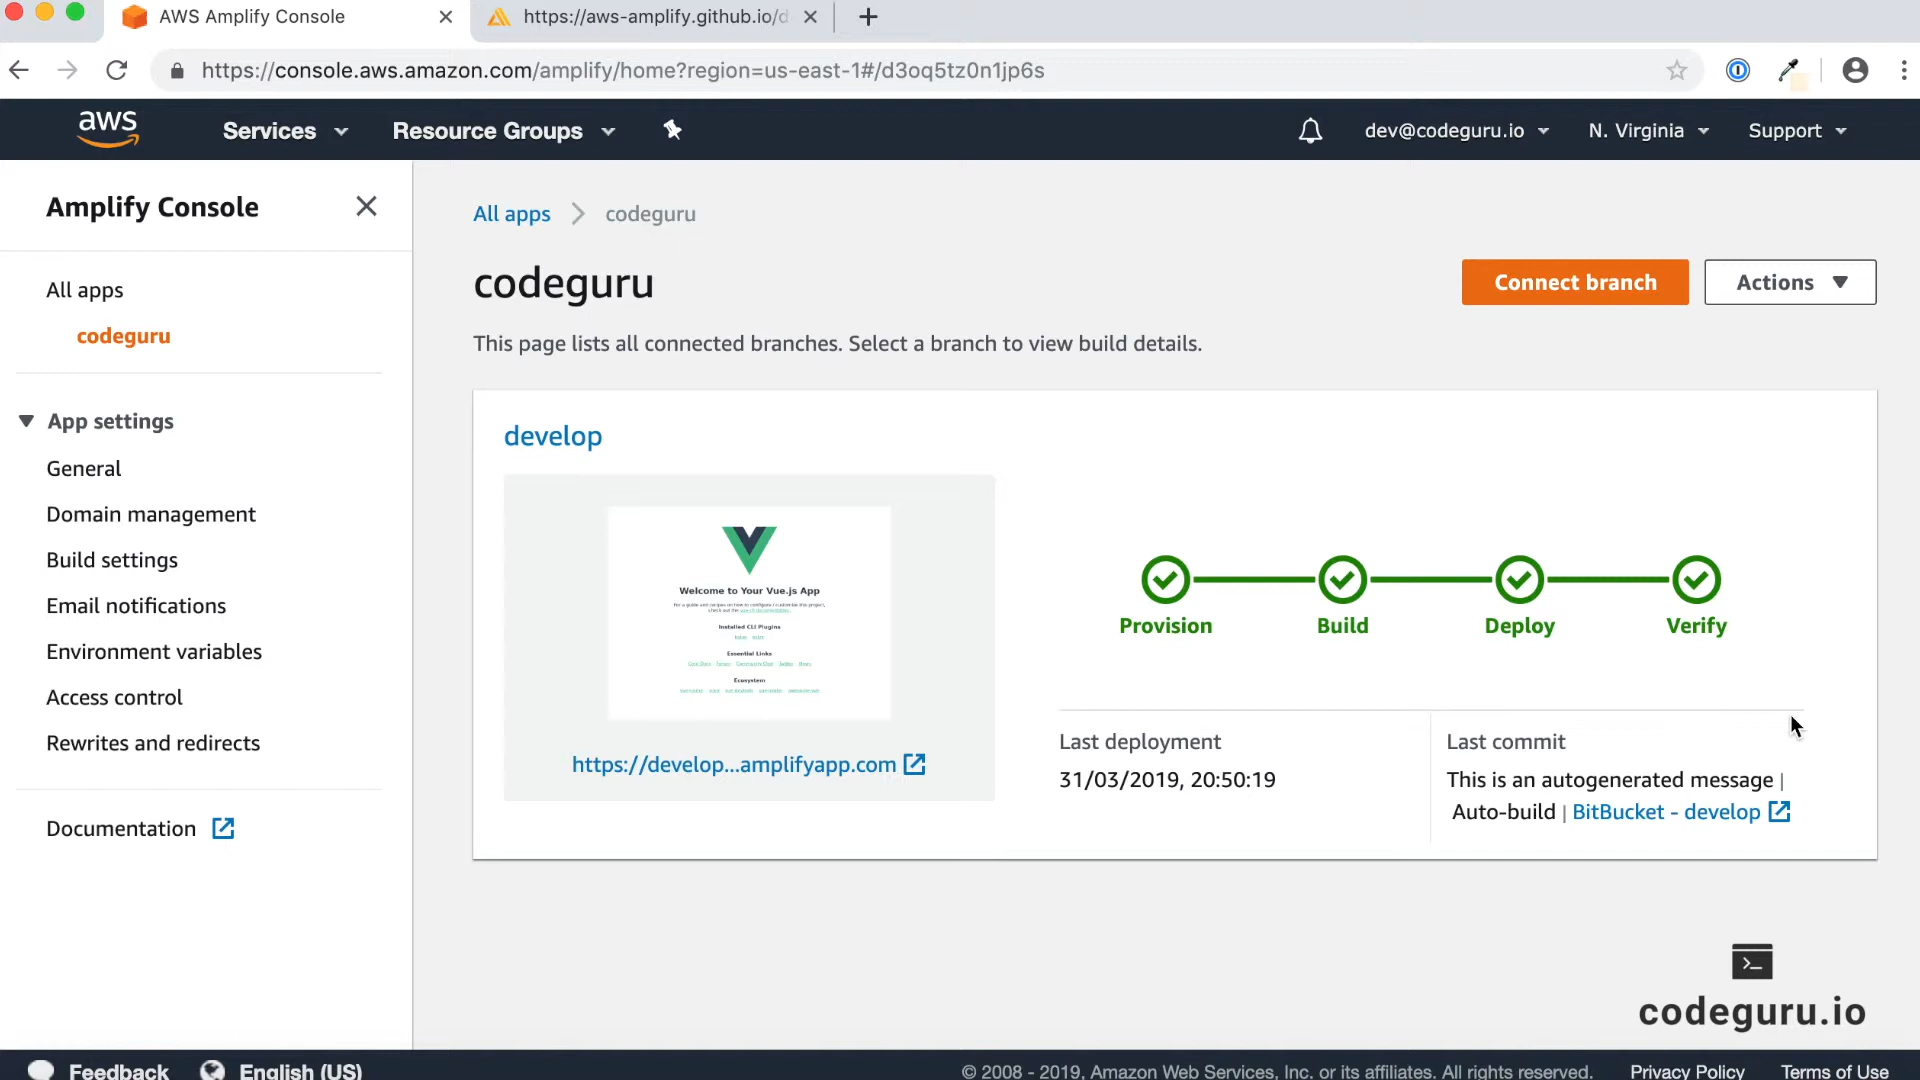 AWS Amplify Console
https://aws-amplify.github.io/d
https://console.aws.amazon.com/amplify/home?region=us-east-1#/d3oq5tz0n1jp6s
aws
Services
Resource Groups
dev@codeguru.io
N. Virginia
Support
Amplify Console
All apps
codeguru
App settings
General
Domain management
Build settings
Email notifications
Environment variables
Access control
Rewrites and redirects
Documentation
All apps
codeguru
codeguru
Connect branch
Actions
This page lists all connected branches. Select a branch to view build details.
develop
Welcome to Your Vue.js App
Installed CLI Plugins
Essential Links
Ecosystem
https://develop...amplifyapp.com
Provision
Build
Deploy
Verify
Last deployment
31/03/2019, 20:50:19
Last commit
This is an autogenerated message |
Auto-build | BitBucket - develop
codeguru.io
Feedback
English (US)
© 2008 - 2019, Amazon Web Services, Inc. or its affiliates. All rights reserved.
Privacy Policy
Terms of Use